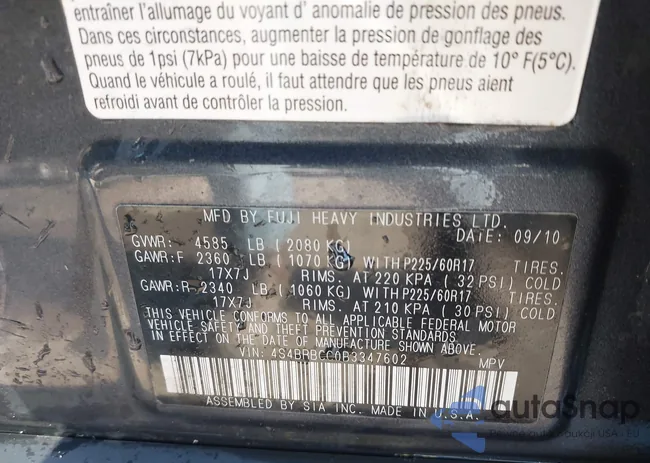 entraîner l'allumage du voyant d' anomalie de pression des pneus.
Dans ces circonstances, augmenter la pression de gonflage des
pneus de 1psi (7kPa) pour une baisse de température de 10° F(5°C).
Quand le véhicule a roulé, il faut attendre que les pneus aient
refroidi avant de contrôler la pression.
MFD BY FUJI HEAVY INDUSTRIES LTD.
DATE: 09/10
GVWR: 4585 LB (2080 KG)
GAWR:F 2360 LB (1070 KG) WITH P225/60R17 TIRES.
17X7J RIMS. AT 220 KPA (32 PSI) COLD
GAWR:R 2340 LB (1060 KG) WITH P225/60R17 TIRES.
17X7J RIMS. AT 210 KPA (30 PSI) COLD
THIS VEHICLE CONFORMS TO ALL APPLICABLE FEDERAL MOTOR
VEHICLE SAFETY AND THEFT PREVENTION STANDARDS
IN EFFECT ON THE DATE OF MANUFACTURE SHOWN ABOVE.
VIN: 4S4BRBCC0B3347602 MPV
ASSEMBLED BY SIA INC. MADE IN U.S.A.
autaSnap
aukcji USA - EU